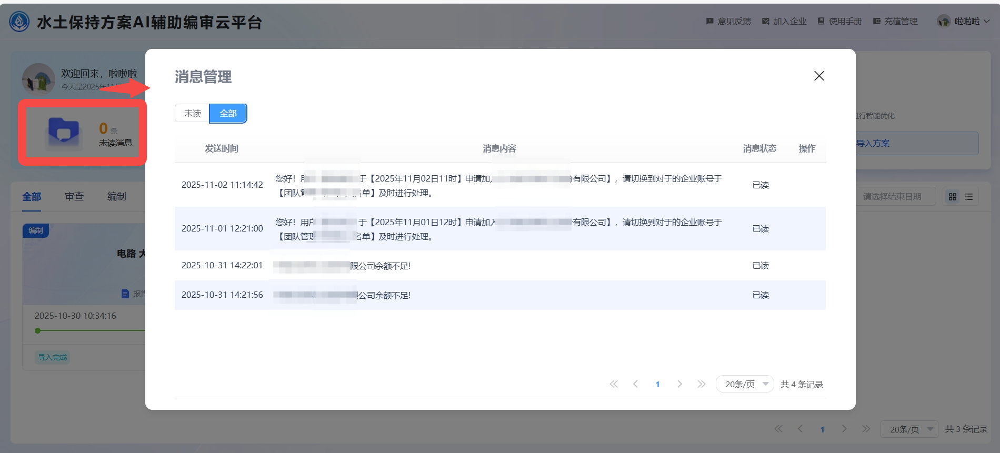 水土保持方案AI辅助编审云平台
意见反馈
加入企业
使用手册
充值管理
啦啦啦
欢迎回来，啦啦啦
今天是2025年11月
0 条
未读消息
进行智能优化
导入方案
全部
审查
编制
请选择结束日期
编制
电路
报告
2025-10-30 10:34:16
导入完成
消息管理
未读
全部
发送时间
消息内容
消息状态
操作
2025-11-02 11:14:42
您好！用 于【2025年11月02日11时】申请加 有限公司】，请切换到对于的企业账号于
【团队管 名单】及时进行处理。
已读
2025-11-01 12:21:00
您好！用户 于【2025年11月01日12时】申请加入 有限公司】，请切换到对于的企业账号于
【团队管理 名单】及时进行处理。
已读
2025-10-31 14:22:01
限公司余额不足!
已读
2025-10-31 14:21:56
限公司余额不足!
已读
1
20条/页
共 4 条记录
1
20条/页
共 3 条记录